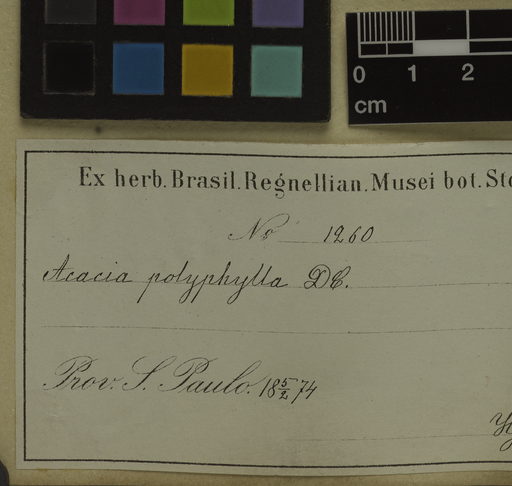 0 1 2
cm
Ex herb. Brasil. Regnellian. Musei bot.
No 1260
Acacia polyphylla DC.
Prov. S. Paulo. 18 5/2 74